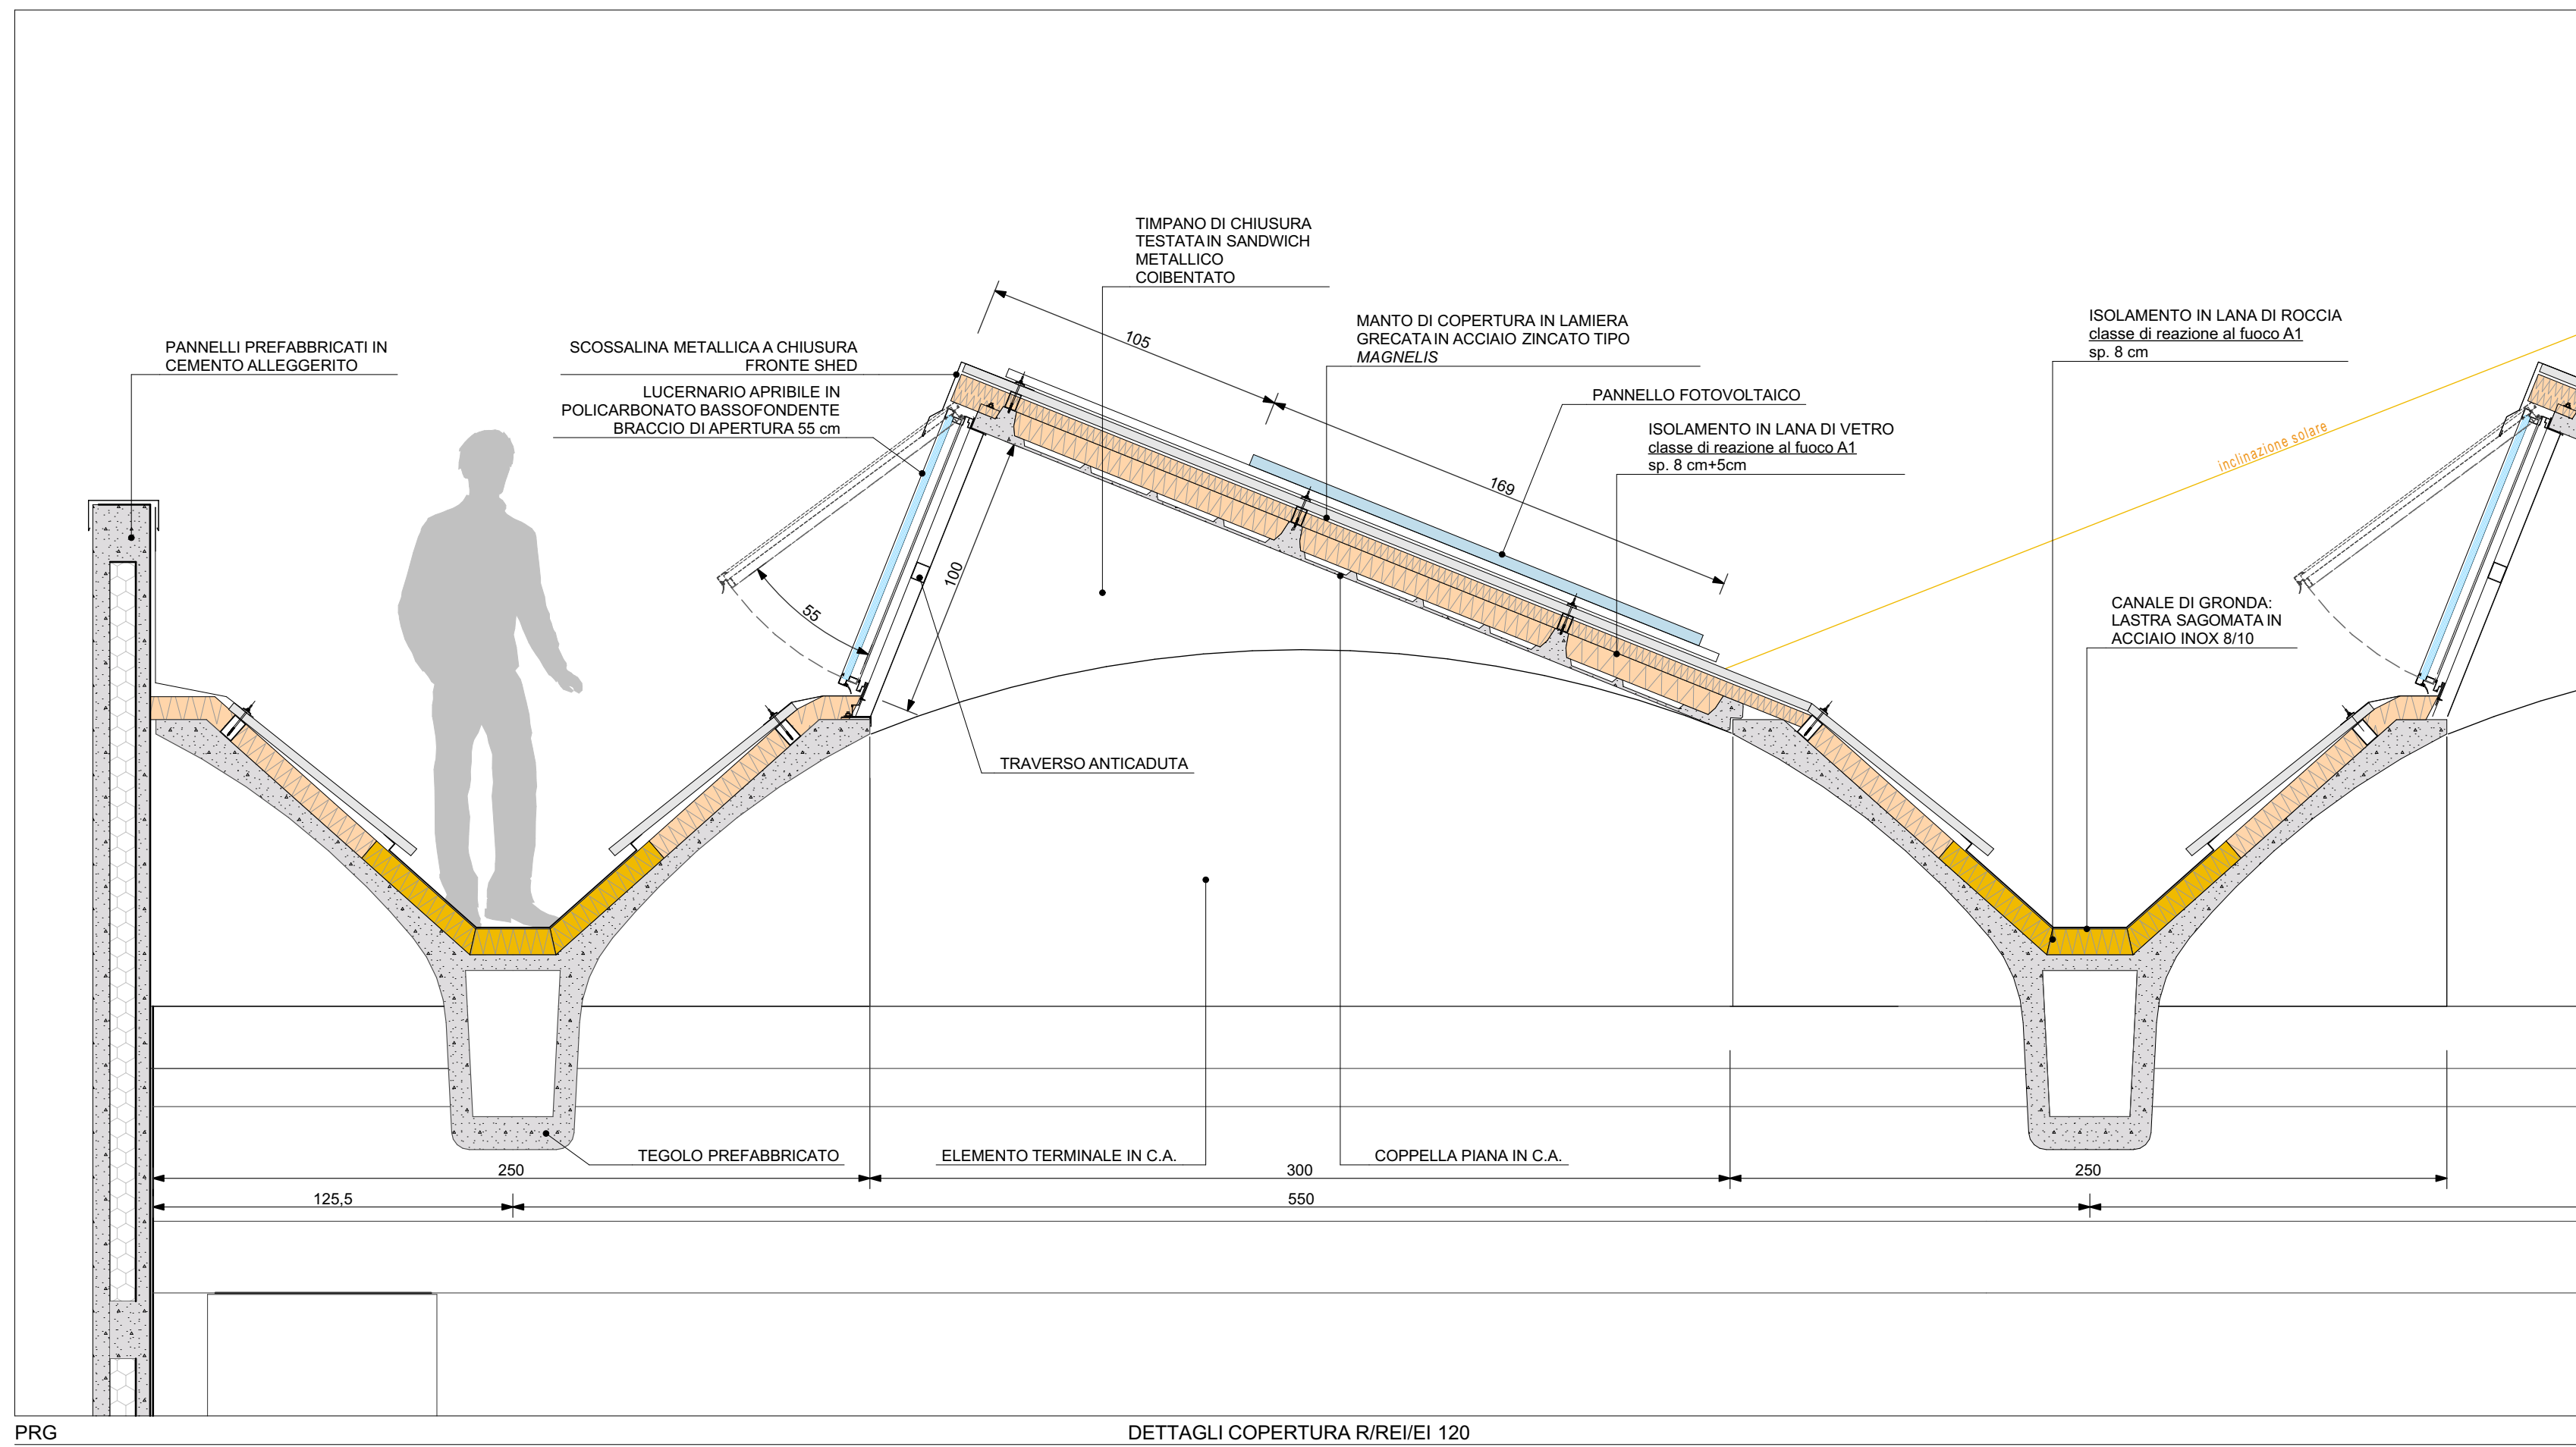 TIMPANO DI CHIUSURA
TESTATA IN SANDWICH
METALLICO
COIBENTATO
PANNELLI PREFABBRICATI IN
CEMENTO ALLEGGERITO
SCOSSALINA METALLICA A CHIUSURA
FRONTE SHED
LUCERNARIO APRIBILE IN
POLICARBONATO BASSOFONDENTE
BRACCIO DI APERTURA 55 cm
105
MANTO DI COPERTURA IN LAMIERA
GRECATA IN ACCIAIO ZINCATO TIPO
MAGNELIS
PANNELLO FOTOVOLTAICO
ISOLAMENTO IN LANA DI VETRO
classe di reazione al fuoco A1
sp. 8 cm+5cm
169
ISOLAMENTO IN LANA DI ROCCIA
classe di reazione al fuoco A1
sp. 8 cm
inclinazione solare
100
55
CANALE DI GRONDA:
LASTRA SAGOMATA IN
ACCIAIO INOX 8/10
TRAVERSO ANTICADUTA
TEGOLO PREFABBRICATO
ELEMENTO TERMINALE IN C.A.
COPPELLA PIANA IN C.A.
250
300
250
125,5
550
PRG
DETTAGLI COPERTURA R/REI/EI 120